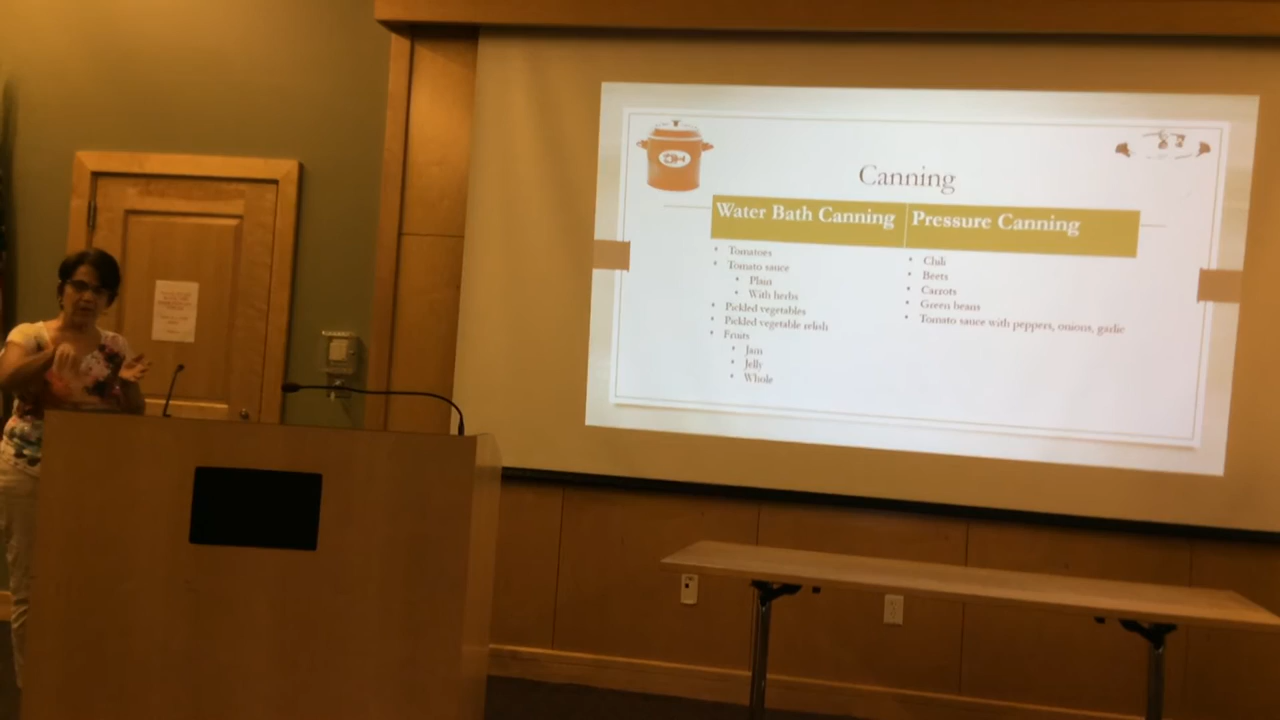 Canning
Water Bath Canning
Pressure Canning
Tomatoes
Tomato sauce
Plain
With herbs
Pickled vegetables
Pickled vegetable relish
Fruits
Jam
Jelly
Whole
Chili
Beets
Carrots
Green beans
Tomato sauce with peppers, onions, garlic